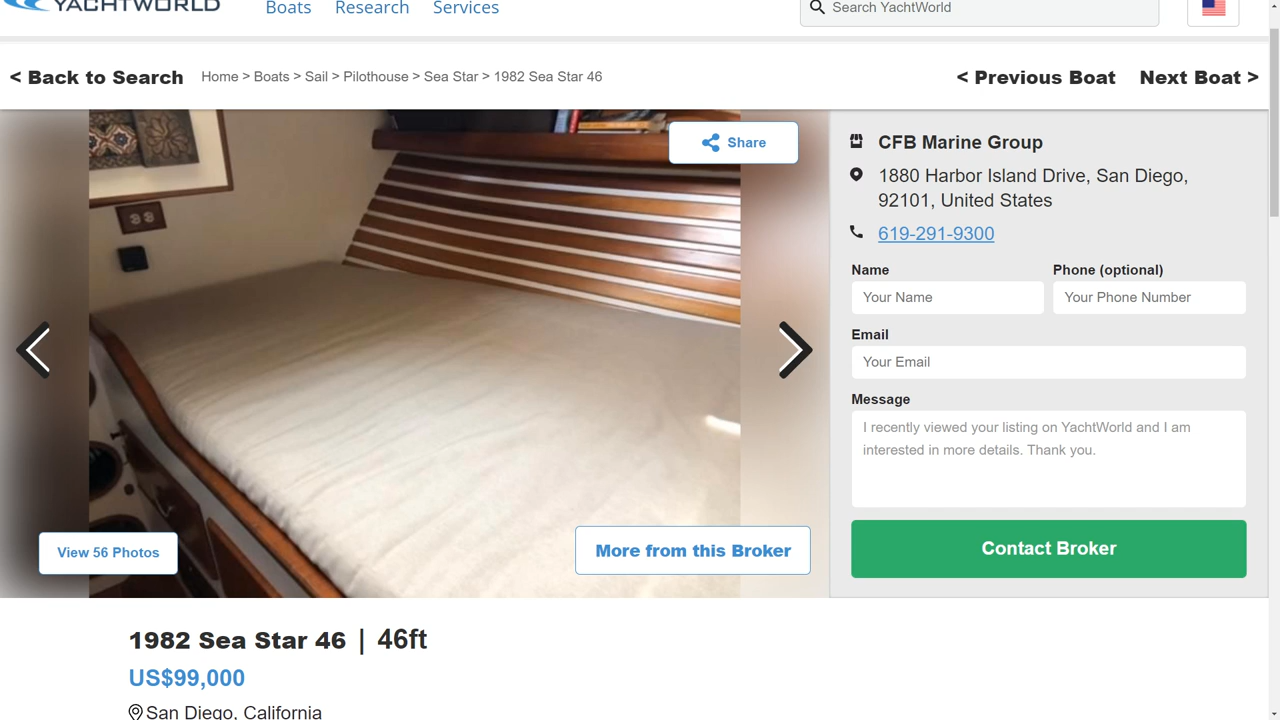 YACHTWORLD
Boats Research Services
Search YachtWorld
< Back to Search
Home > Boats > Sail > Pilothouse > Sea Star > 1982 Sea Star 46
< Previous Boat
Next Boat >
Share
View 56 Photos
More from this Broker
CFB Marine Group
1880 Harbor Island Drive, San Diego,
92101, United States
619-291-9300
Name
Phone (optional)
Your Name
Your Phone Number
Email
Your Email
Message
I recently viewed your listing on YachtWorld and I am
interested in more details. Thank you.
Contact Broker
1982 Sea Star 46 | 46ft
US$99,000
San Diego, California